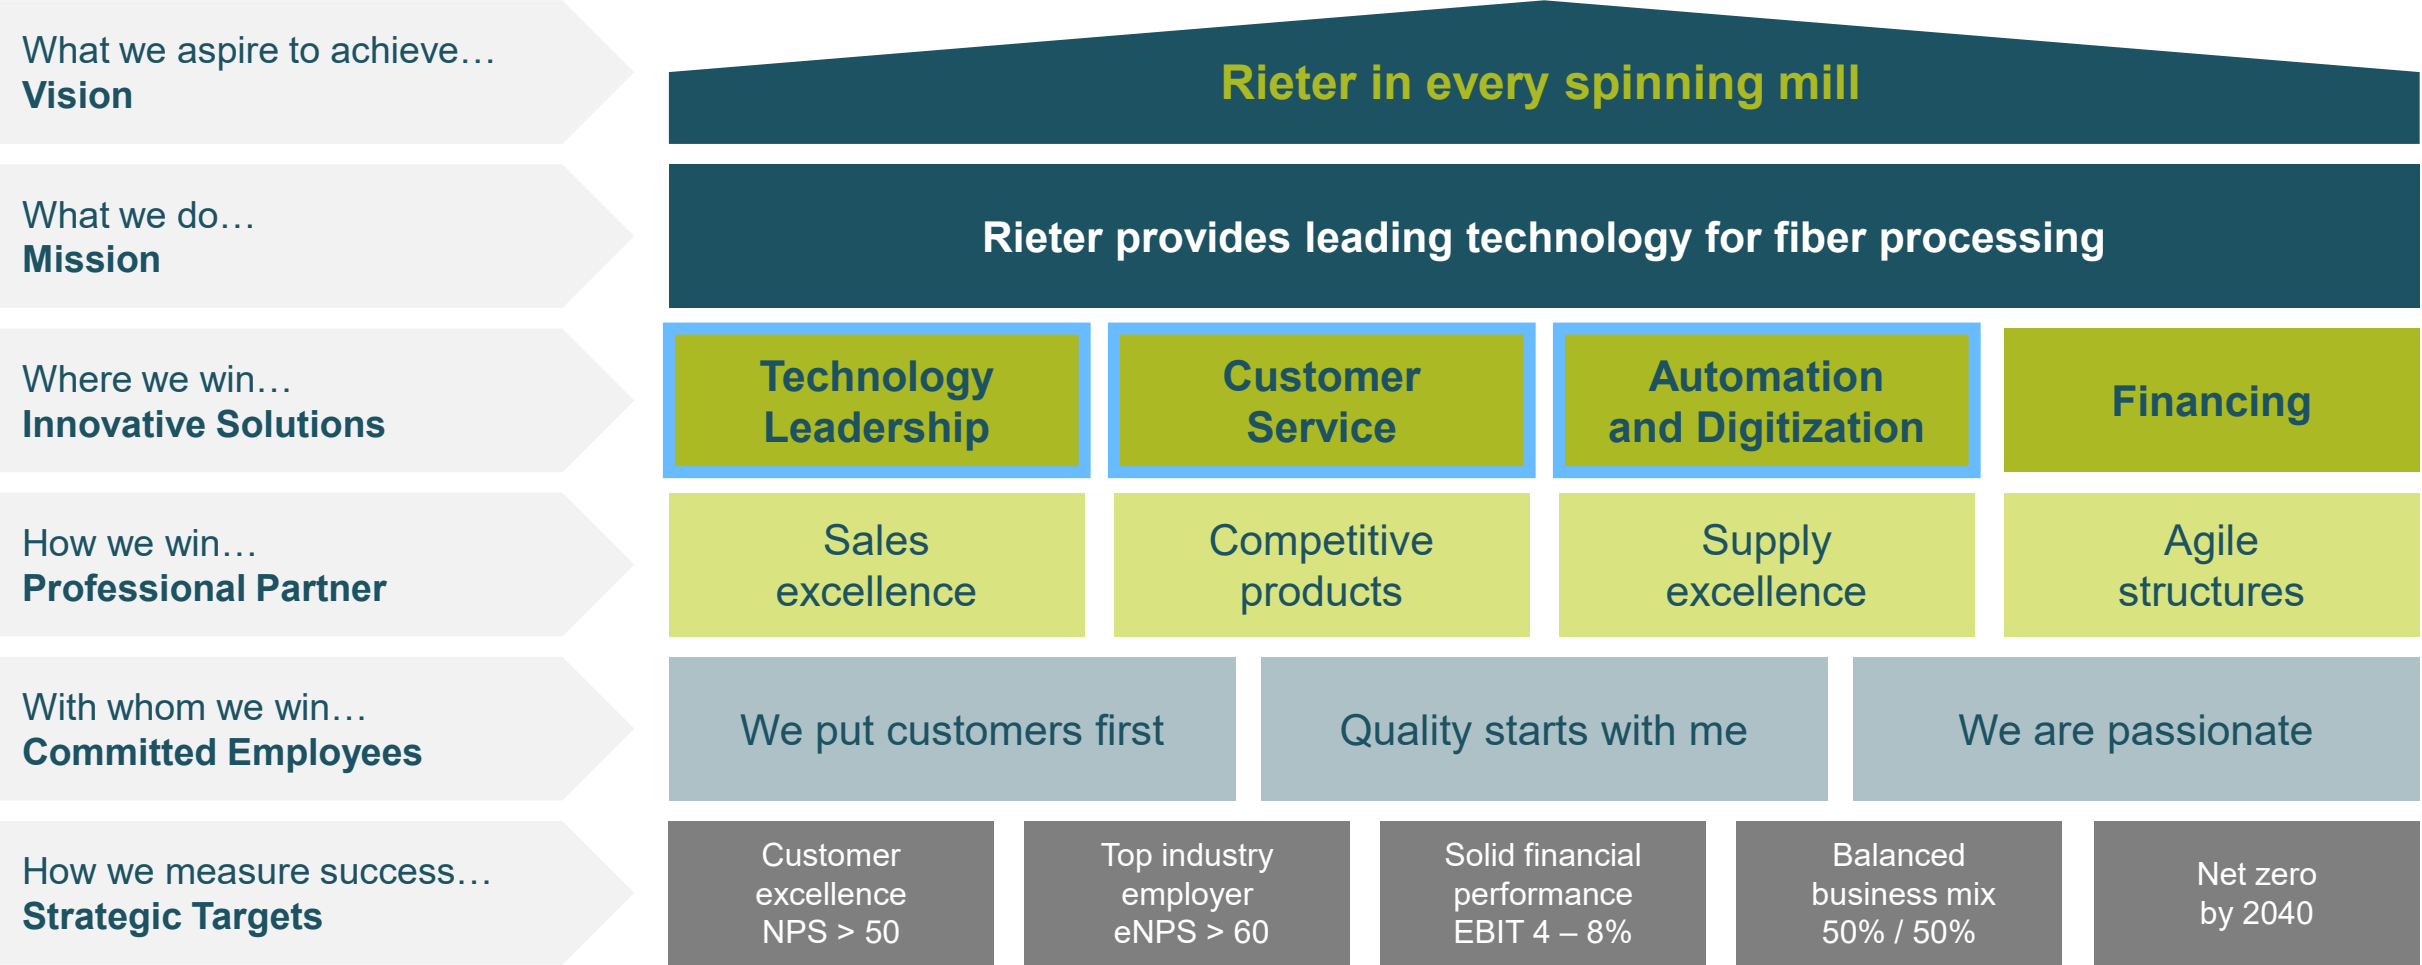 What we aspire to achieve…
Vision
Rieter in every spinning mill
What we do…
Mission
Rieter provides leading technology for fiber processing
Where we win…
Innovative Solutions
Technology
Leadership
Customer
Service
Automation
and Digitization
Financing
How we win…
Professional Partner
Sales
excellence
Competitive
products
Supply
excellence
Agile
structures
With whom we win…
Committed Employees
We put customers first
Quality starts with me
We are passionate
How we measure success…
Strategic Targets
Customer
excellence
NPS > 50
Top industry
employer
eNPS > 60
Solid financial
performance
EBIT 4 – 8%
Balanced
business mix
50% / 50%
Net zero
by 2040